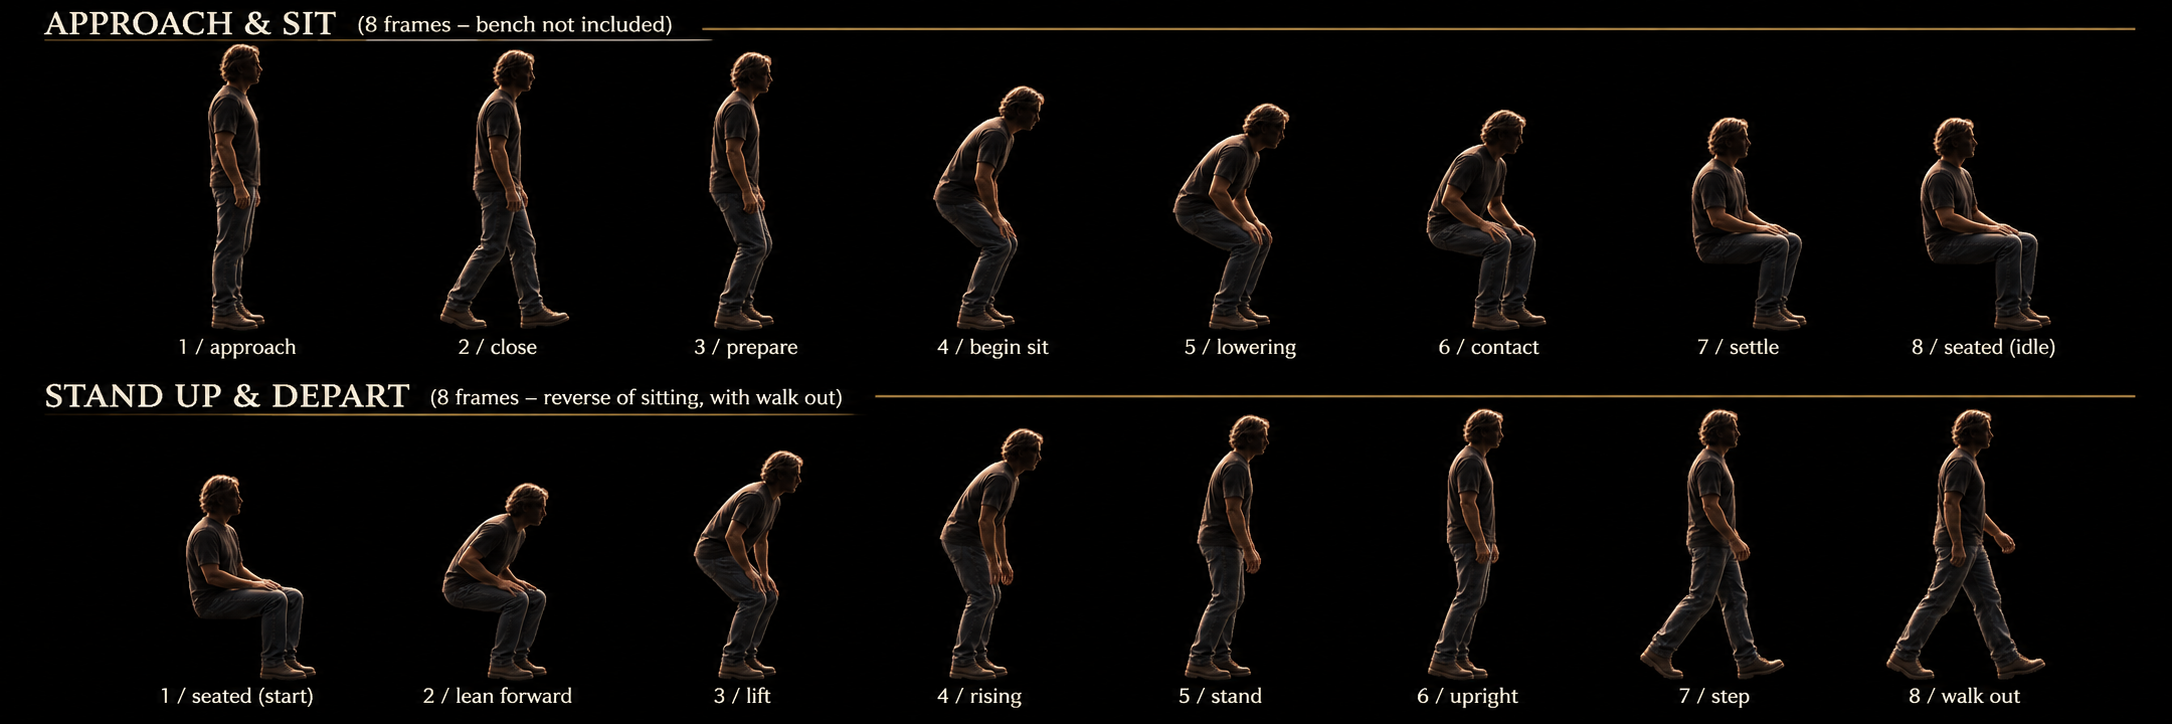 APPROACH & SIT (8 frames – bench not included)
1 / approach
2 / close
3 / prepare
4 / begin sit
5 / lowering
6 / contact
7 / settle
8 / seated (idle)
STAND UP & DEPART (8 frames – reverse of sitting, with walk out)
1 / seated (start)
2 / lean forward
3 / lift
4 / rising
5 / stand
6 / upright
7 / step
8 / walk out